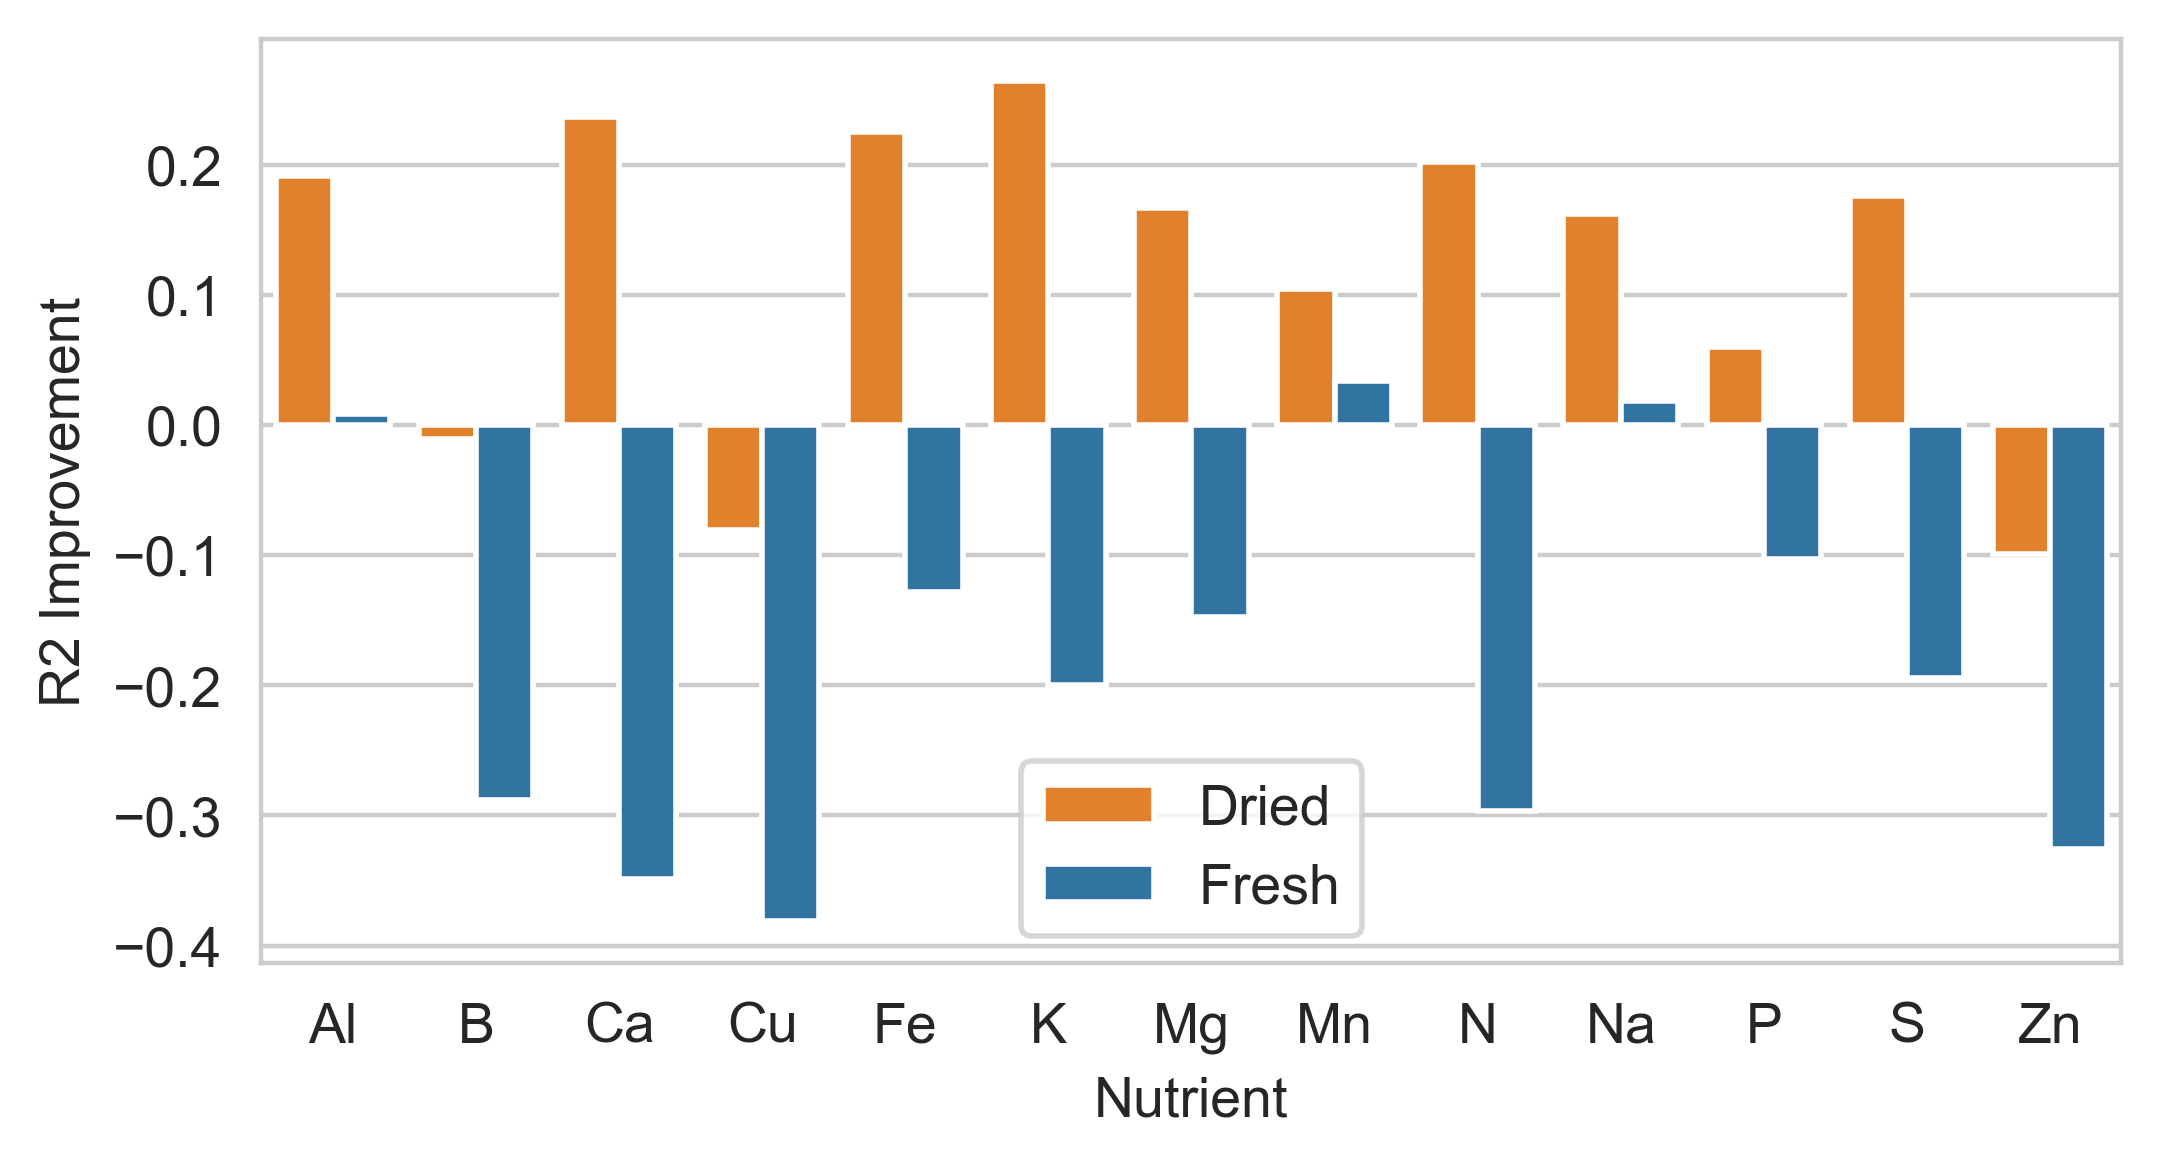 R2 Improvement
0.2
0.1
0.0
−0.1
−0.2
−0.3
−0.4
Dried
Fresh
Al B Ca Cu Fe K Mg Mn N Na P S Zn
Nutrient